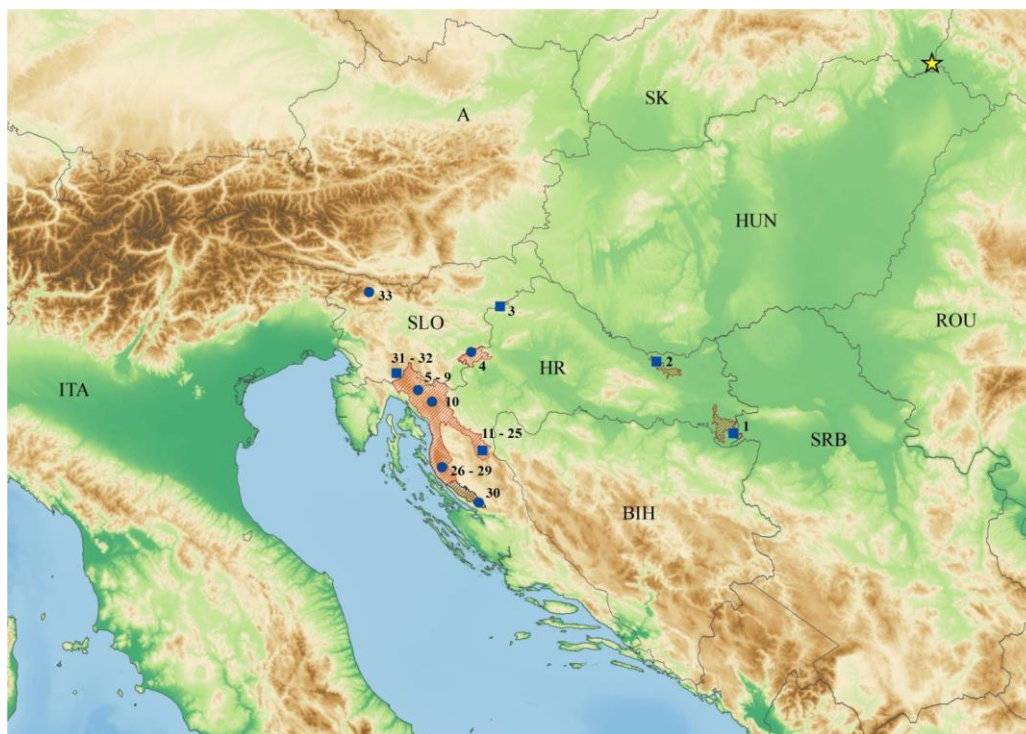 A
SK
HUN
33
3
SLO
ROU
31 - 32
4
2
HR
5 - 9
ITA
10
1
11 - 25
SRB
26 - 29
30
BIH